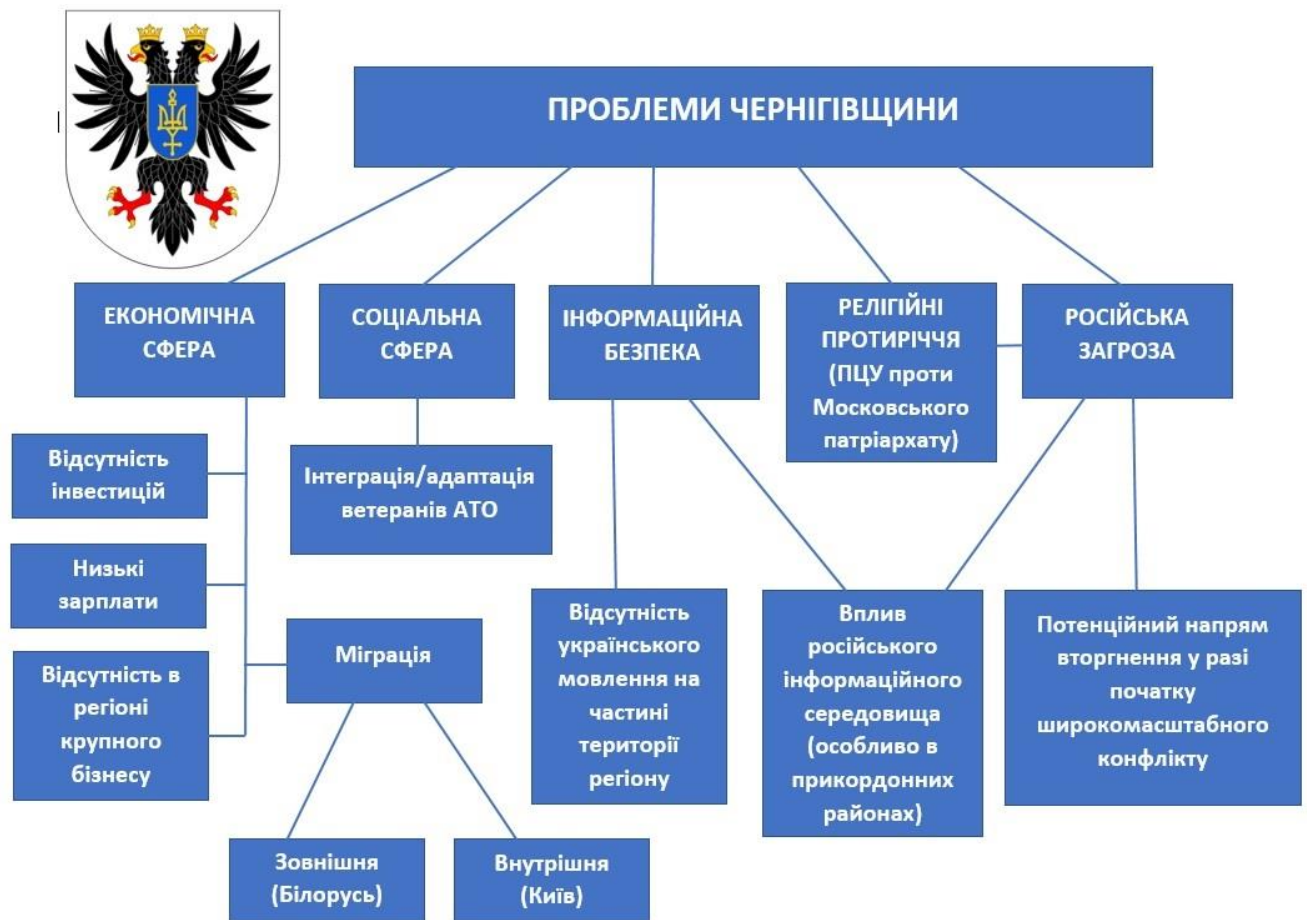 ПРОБЛЕМИ ЧЕРНІГІВЩИНИ
ЕКОНОМІЧНА
СФЕРА
СОЦІАЛЬНА
СФЕРА
ІНФОРМАЦІЙНА
БЕЗПЕКА
РЕЛІГІЙНІ
ПРОТИРІЧЧЯ
(ПЦУ проти
Московського
патріархату)
РОСІЙСЬКА
ЗАГРОЗА
Відсутність
інвестицій
Низькі
зарплати
Відсутність в
регіоні
крупного
бізнесу
Інтеграція/адаптація
ветеранів АТО
Міграція
Зовнішня
(Білорусь)
Внутрішня
(Київ)
Відсутність
українського
мовлення на
частині
території
регіону
Вплив
російського
інформаційного
середовища
(особливо в
прикордонних
районах)
Потенційний напрям
вторгнення у разі
початку
широкомасштабного
конфлікту